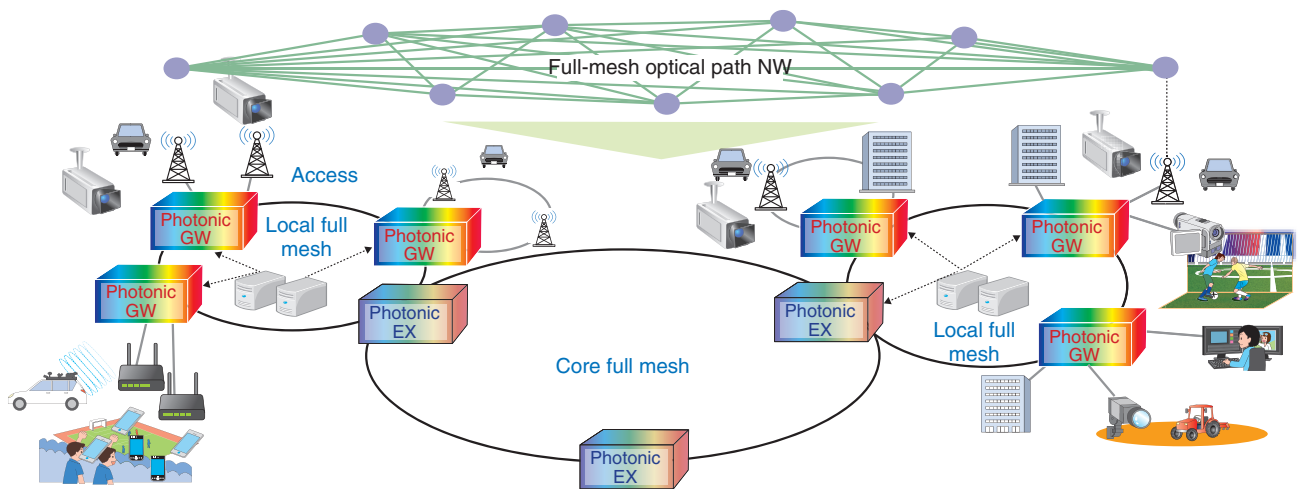 Full-mesh optical path NW
Access
Local full
mesh
Photonic
GW
Photonic
GW
Photonic
GW
Photonic
EX
Core full mesh
Photonic
EX
Photonic
EX
Photonic
GW
Photonic
GW
Local full
mesh
Photonic
GW